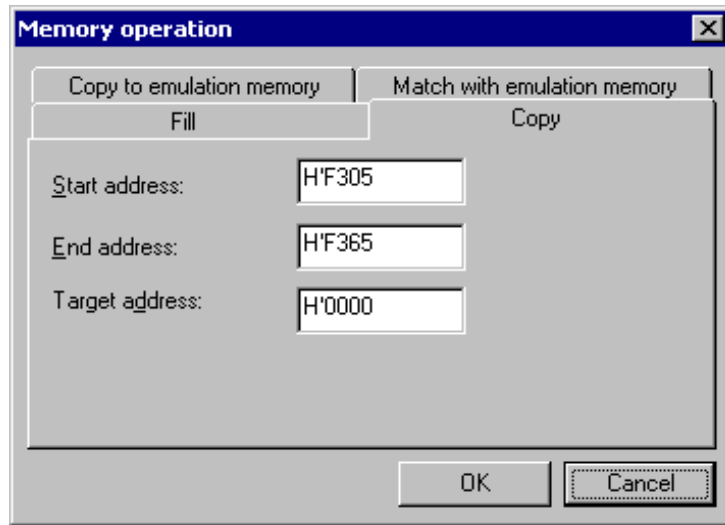 Memory operation
Copy to emulation memory
Match with emulation memory
Fill
Copy
Start address:
H'F305
End address:
H'F365
Target address:
H'0000
OK
Cancel